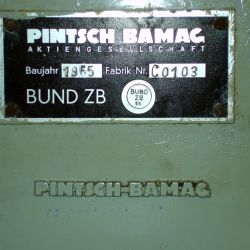 PINTSCH BAMAG
AKTIENGESELLSCHAFT
Baujahr 1965 Fabrik. Nr. C0103
BUND ZB
BUND
ZB
PINTSCH-BAMAG